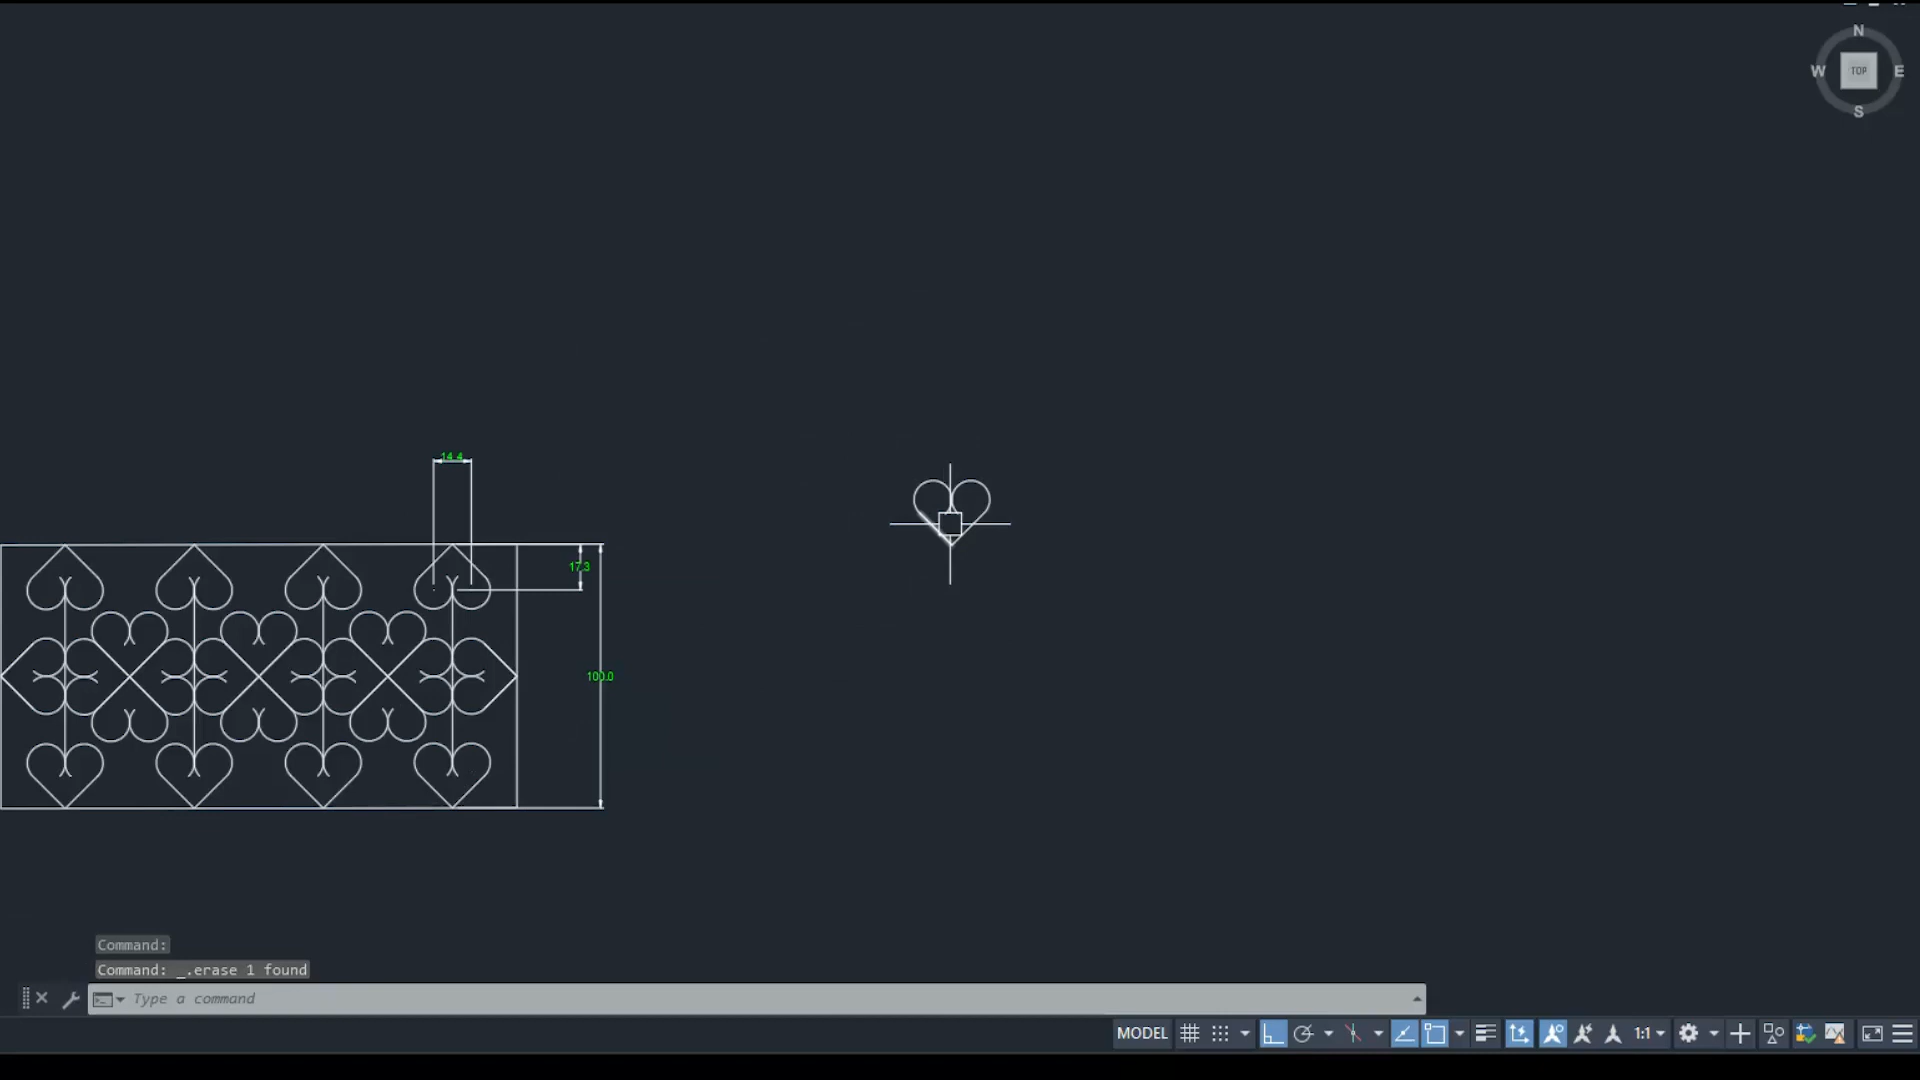 N
W TOP E
S
14.4
17.3
100.0
Command:
Command: _.erase 1 found
Type a command
MODEL 1:1